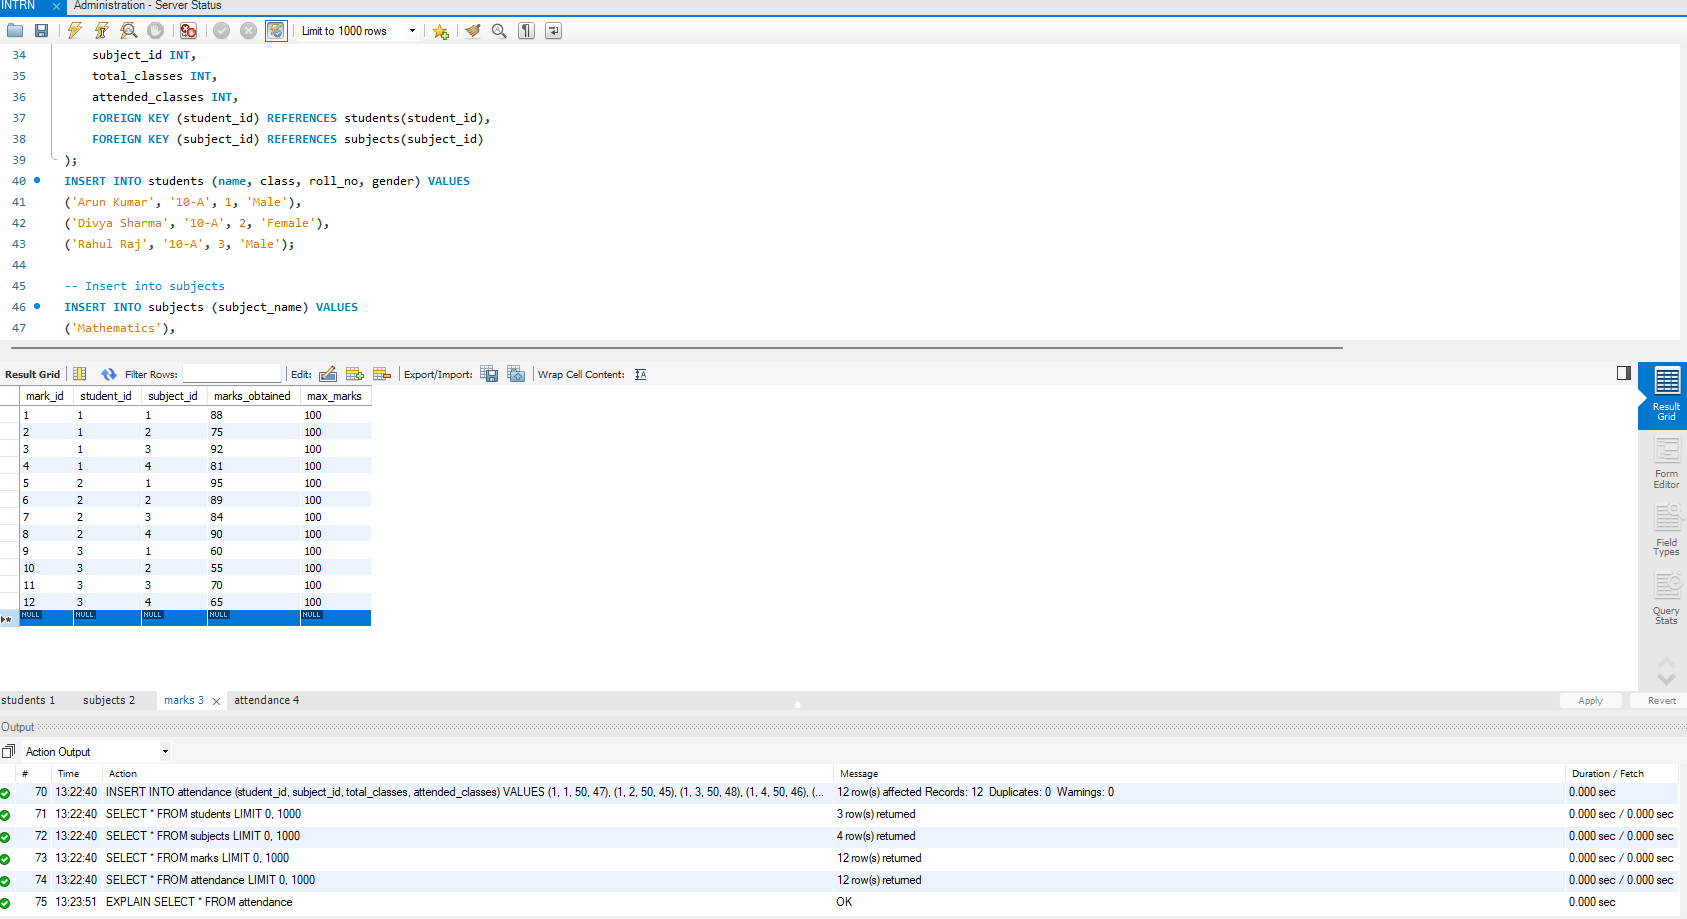 INTRN × Administration - Server Status
Limit to 1000 rows
34 subject_id INT,
35 total_classes INT,
36 attended_classes INT,
37 FOREIGN KEY (student_id) REFERENCES students(student_id),
38 FOREIGN KEY (subject_id) REFERENCES subjects(subject_id)
39 );
40 INSERT INTO students (name, class, roll_no, gender) VALUES
41 ('Arun Kumar', '10-A', 1, 'Male'),
42 ('Divya Sharma', '10-A', 2, 'Female'),
43 ('Rahul Raj', '10-A', 3, 'Male');
44
45 -- Insert into subjects
46 INSERT INTO subjects (subject_name) VALUES
47 ('Mathematics'),
Result Grid Filter Rows: Edit: Export/Import: Wrap Cell Content: IA
mark_id student_id subject_id marks_obtained max_marks
1 1 1 88 100
2 1 2 75 100
3 1 3 92 100
4 1 4 81 100
5 2 1 95 100
6 2 2 89 100
7 2 3 84 100
8 2 4 90 100
9 3 1 60 100
10 3 2 55 100
11 3 3 70 100
12 3 4 65 100
NULL NULL NULL NULL NULL
Result
Grid
Form
Editor
Field
Types
Query
Stats
students 1 subjects 2 marks 3 × attendance 4 Apply Revert
Output
Action Output
# Time Action Message Duration / Fetch
70 13:22:40 INSERT INTO attendance (student_id, subject_id, total_classes, attended_classes) VALUES (1, 1, 50, 47), (1, 2, 50, 45), (1, 3, 50, 48), (1, 4, 50, 46), (... 12 row(s) affected Records: 12 Duplicates: 0 Warnings: 0 0.000 sec
71 13:22:40 SELECT * FROM students LIMIT 0, 1000 3 row(s) returned 0.000 sec / 0.000 sec
72 13:22:40 SELECT * FROM subjects LIMIT 0, 1000 4 row(s) returned 0.000 sec / 0.000 sec
73 13:22:40 SELECT * FROM marks LIMIT 0, 1000 12 row(s) returned 0.000 sec / 0.000 sec
74 13:22:40 SELECT * FROM attendance LIMIT 0, 1000 12 row(s) returned 0.000 sec / 0.000 sec
75 13:23:51 EXPLAIN SELECT * FROM attendance OK 0.000 sec